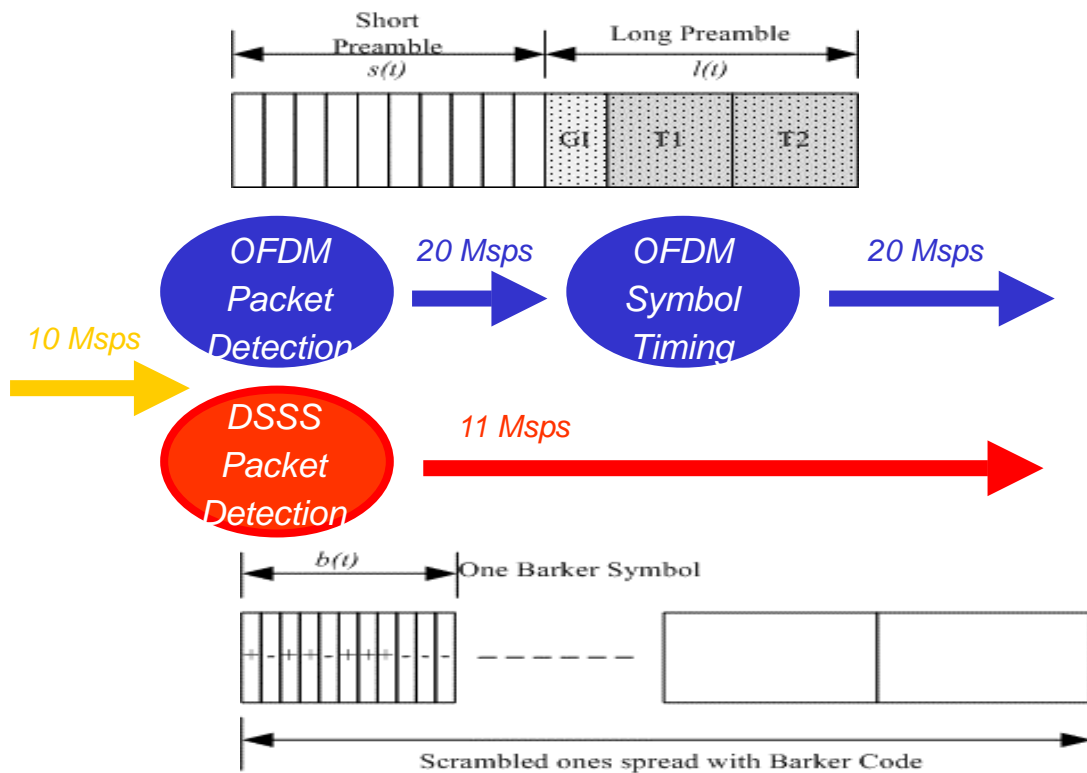 Short
Preamble
s(t)
Long Preamble
l(t)
GI
T1
T2
OFDM
Packet
Detection
20 Msps
OFDM
Symbol
Timing
20 Msps
10 Msps
DSSS
Packet
Detection
11 Msps
b(t)
One Barker Symbol
+ - + + - + + + - - -
Scrambled ones spread with Barker Code